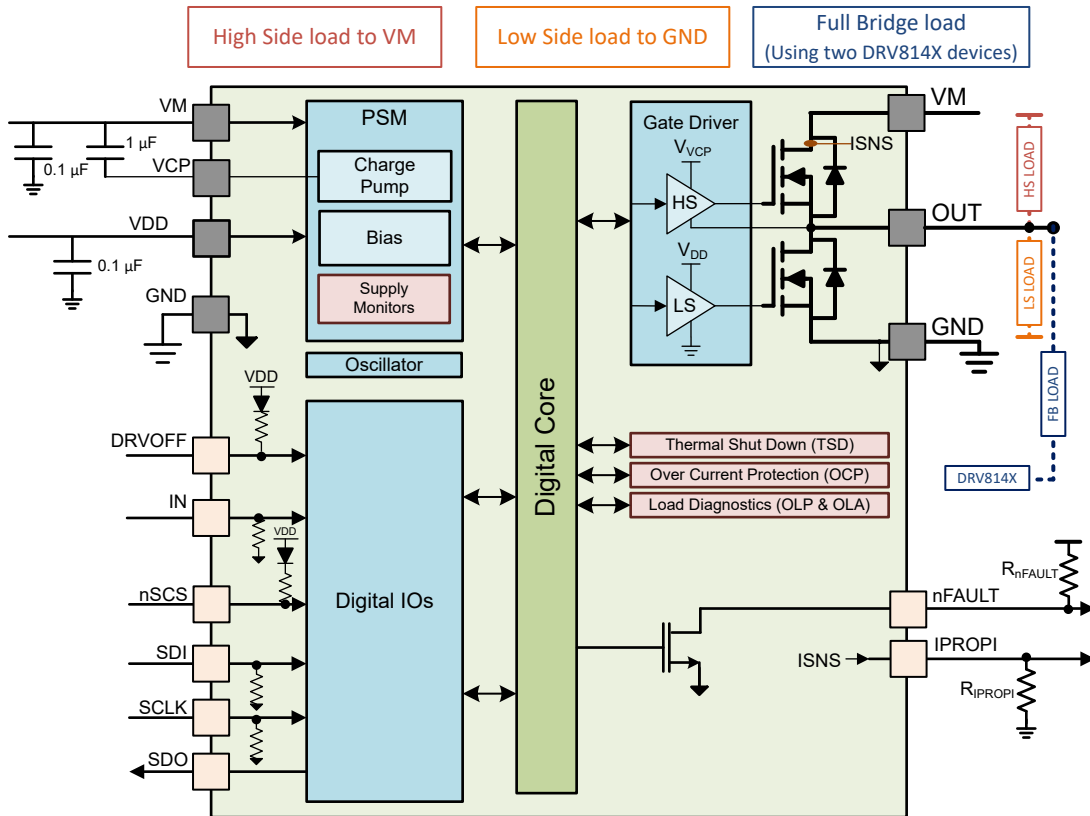 High Side load to VM
Low Side load to GND
Full Bridge load
(Using two DRV814X devices)
VM
0.1 µF
1 µF
VCP
VDD
0.1 µF
GND
PSM
Charge
Pump
Bias
Supply
Monitors
Oscillator
VDD
DRVOFF
IN
VDD
nSCS
SDI
SCLK
SDO
Digital IOs
Digital Core
Gate Driver
VVCP
HS
VDD
LS
ISNS
VM
OUT
GND
HS LOAD
LS LOAD
FB LOAD
DRV814X
Thermal Shut Down (TSD)
Over Current Protection (OCP)
Load Diagnostics (OLP & OLA)
RnFAULT
nFAULT
ISNS
IPROPI
RIPROPI